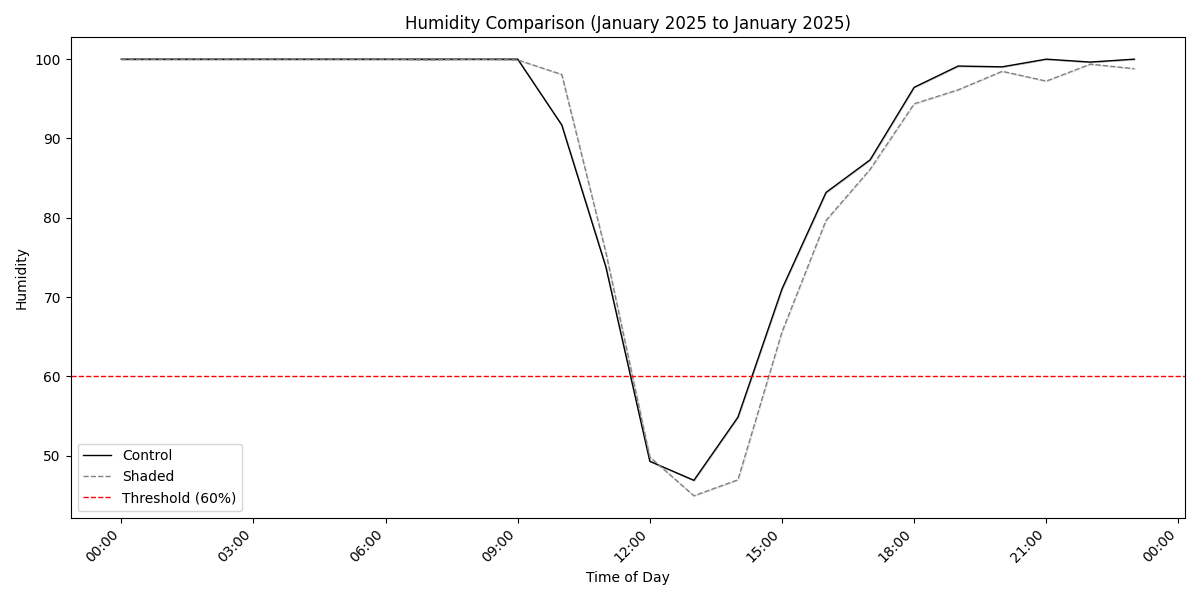 Humidity Comparison (January 2025 to January 2025)
Humidity
100
90
80
70
60
50
Control
Shaded
Threshold (60%)
00:00
03:00
06:00
09:00
12:00
15:00
18:00
21:00
00:00
Time of Day